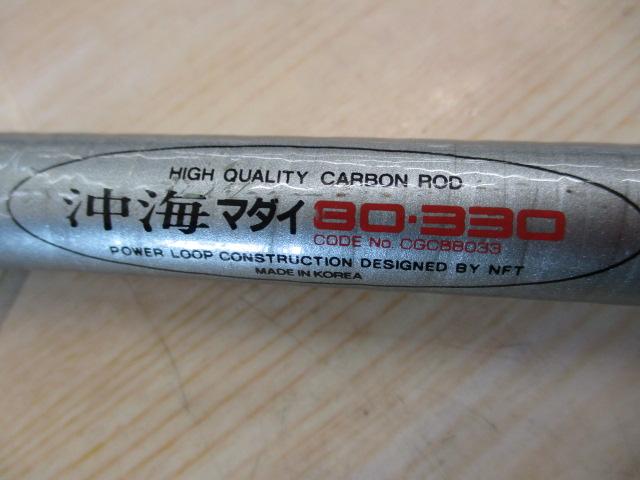 HIGH QUALITY CARBON ROD
沖海マダイ 80·330
CODE No. CGC88033
POWER LOOP CONSTRUCTION DESIGNED BY NFT
MADE IN KOREA